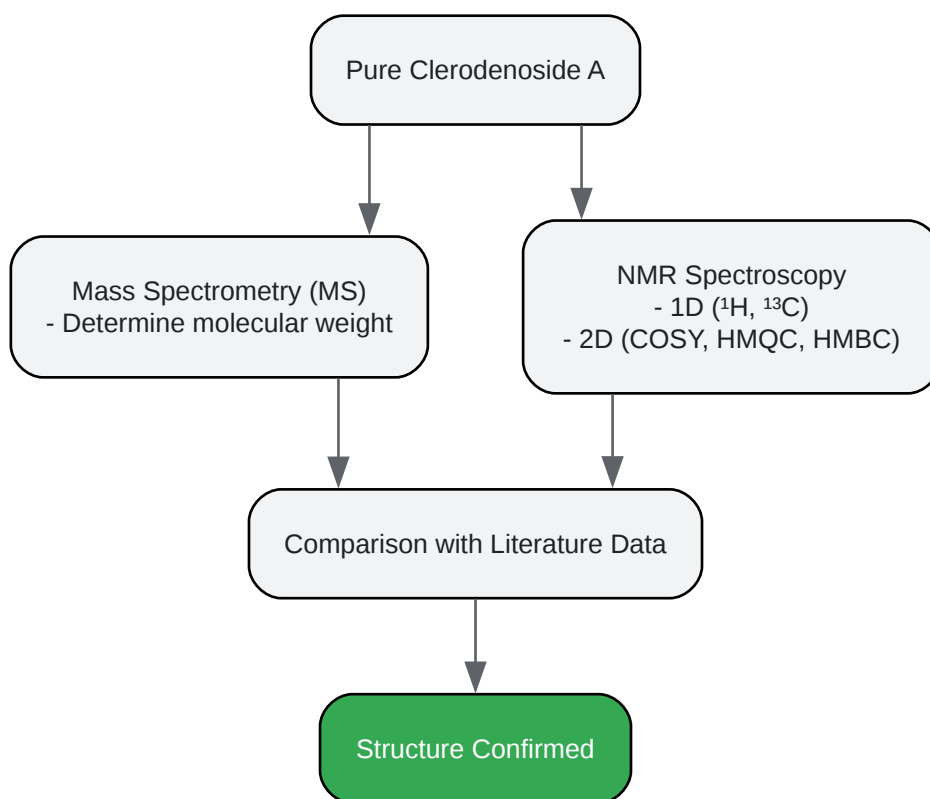 Pure Clerodenoside A
Mass Spectrometry (MS)
- Determine molecular weight
NMR Spectroscopy
- 1D (¹H, ¹³C)
- 2D (COSY, HMQC, HMBC)
Comparison with Literature Data
Structure Confirmed